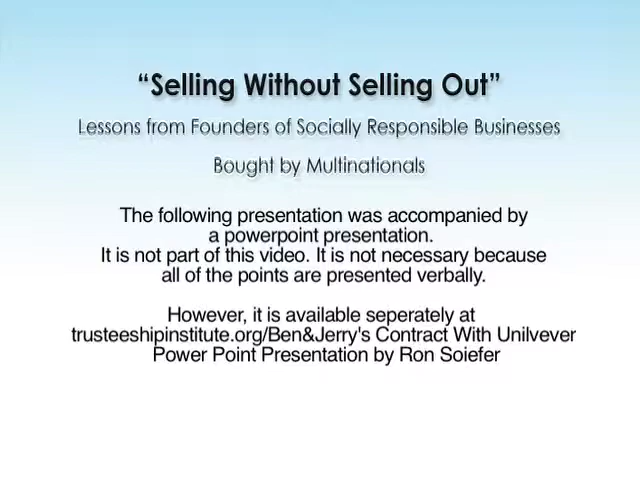 “Selling Without Selling Out”
Lessons from Founders of Socially Responsible Businesses
Bought by Multinationals
The following presentation was accompanied by
a powerpoint presentation.
It is not part of this video. It is not necessary because
all of the points are presented verbally.
However, it is available seperately at
trusteeshipinstitute.org/Ben&Jerry's Contract With Unilvever
Power Point Presentation by Ron Soiefer